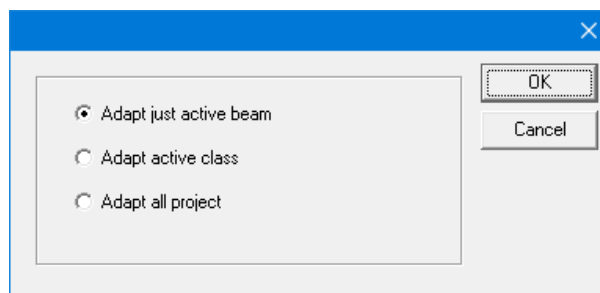 Adapt just active beam
Adapt active class
Adapt all project
OK
Cancel